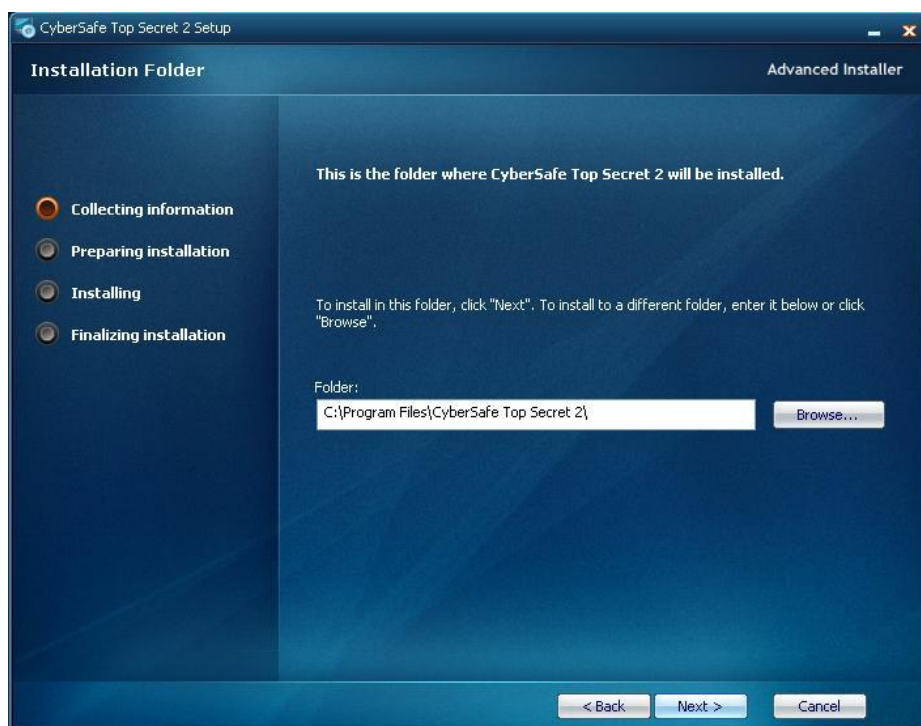 CyberSafe Top Secret 2 Setup
Installation Folder
Advanced Installer
This is the folder where CyberSafe Top Secret 2 will be installed.
Collecting information
Preparing installation
Installing
Finalizing installation
To install in this folder, click "Next". To install to a different folder, enter it below or click
"Browse".
Folder:
C:\Program Files\CyberSafe Top Secret 2\
Browse...
< Back
Next >
Cancel